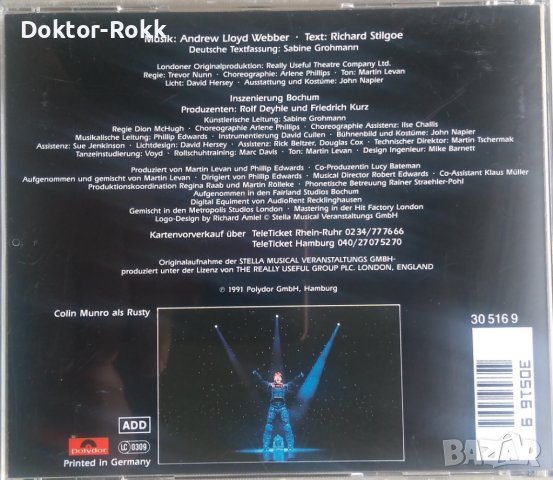 Doktor-Rokk
Musik: Andrew Lloyd Webber • Text: Richard Stilgoe
Deutsche Textfassung: Sabine Grohmann
Londoner Originalproduktion: Really Useful Theatre Company Ltd.
Regie: Trevor Nunn • Choreographie: Arlene Phillips • Ton: Martin Levan
Licht: David Hersey • Ausstattung und Kostüme: John Napier
Inszenierung Bochum
Produzenten: Rolf Deyhle und Friedrich Kurz
Künstlerische Leitung: Sabine Grohmann
Regie Dion McHugh • Choreographie Arlene Phillips • Choreographie Assistenz: Ilse Challis
Musikalische Leitung: Phillip Edwards • Instrumentierung David Cullen • Bühnenbild und Kostüme: John Napier
Assistenz: Sue Jenkinson • Lichtdesign: David Hersey • Assistenz: Rick Beltzer, Douglas Cox • Technischer Direktor: Martin Tschermak
Tanzeinstudierung: Voyd • Rollschuhtraining: Marc Davis • Ton: Martin Levan • Design Ingenieur: Mike Barnett
Produziert von Martin Levan und Phillip Edwards • Co-Produzentin Lucy Bateman
Aufgenommen und gemischt von Martin Levan • Dirigiert von Phillip Edwards • Musical Director Robert Edwards • Co-Assistant Klaus Müller
Produktionskoordination Regina Raab und Martin Rölleke • Phonetische Betreuung Rainer Straehler-Pohl
Aufgenommen in den Fairland Studios Bochum
Digital Equiment von AudioRent Recklinghausen
Gemischt in den Metropolis Studios London • Mastering in der Hit Factory London
Logo-Design by Richard Amiel © Stella Musical Veranstaltungs GmbH
Kartenvorverkauf über TeleTicket Rhein-Ruhr 0234/777666
TeleTicket Hamburg 040/27075270
Originalaufnahme der STELLA MUSICAL VERANSTALTUNGS GMBH-
produziert unter der Lizenz von THE REALLY USEFUL GROUP PLC. LONDON, ENGLAND
℗ 1991 Polydor GmbH, Hamburg
Colin Munro als Rusty
30 516 9
30516 9
ADD
polydor
LC 0309
Printed in Germany
BAZAR